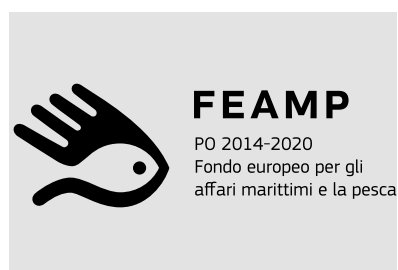 FEAMP
PO 2014-2020
Fondo europeo per gli
affari marittimi e la pesca